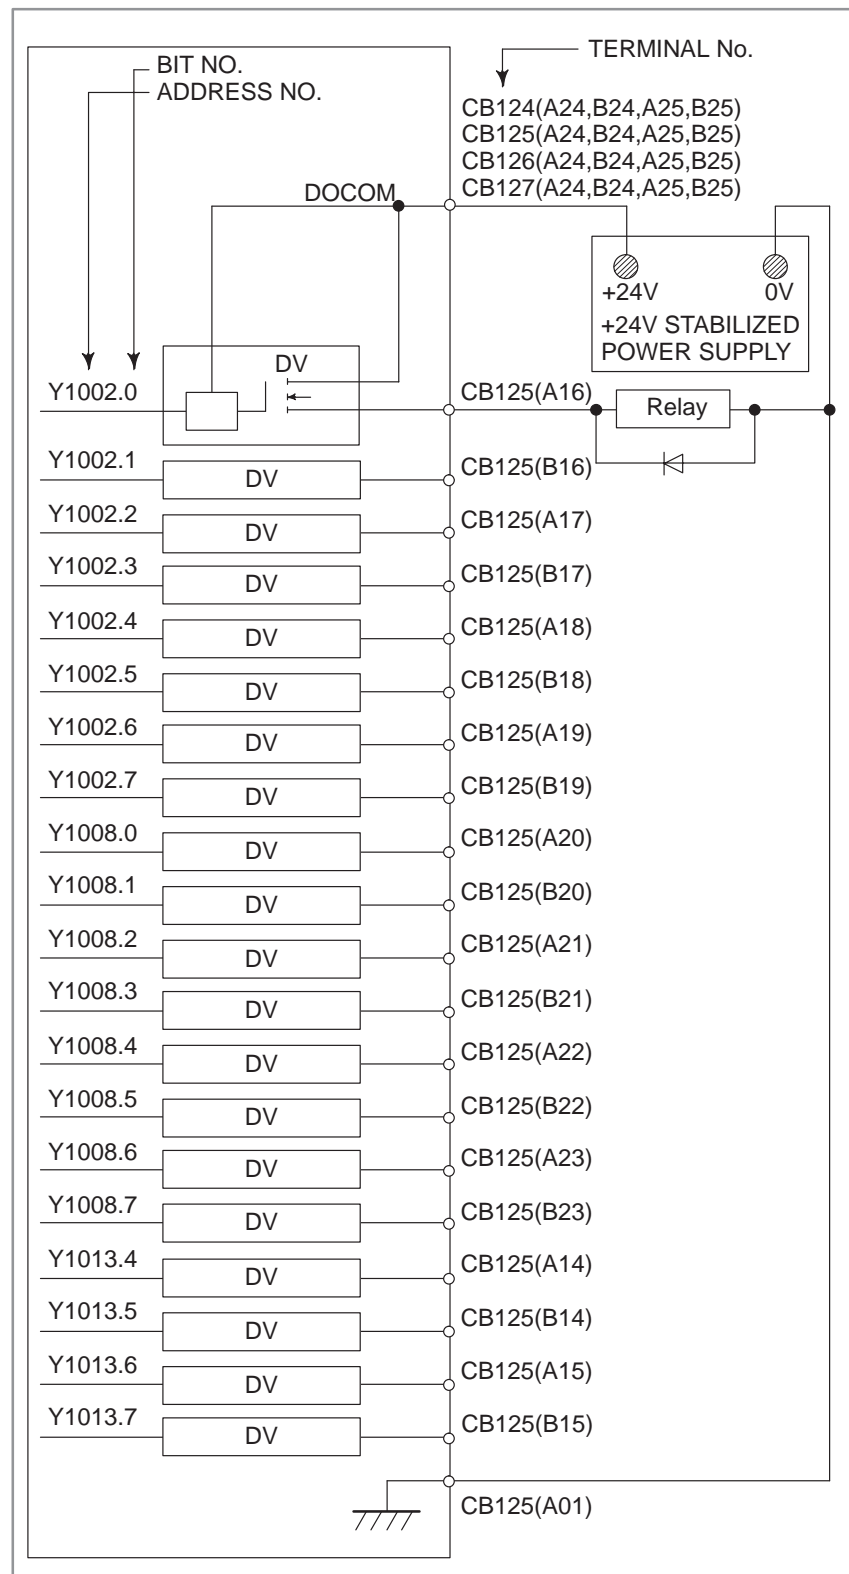 TERMINAL No.
BIT NO.
ADDRESS NO.
CB124(A24,B24,A25,B25)
CB125(A24,B24,A25,B25)
CB126(A24,B24,A25,B25)
CB127(A24,B24,A25,B25)
DOCOM
+24V 0V
+24V STABILIZED
POWER SUPPLY
DV
Y1002.0 CB125(A16) Relay
Y1002.1 DV CB125(B16)
Y1002.2 DV CB125(A17)
Y1002.3 DV CB125(B17)
Y1002.4 DV CB125(A18)
Y1002.5 DV CB125(B18)
Y1002.6 DV CB125(A19)
Y1002.7 DV CB125(B19)
Y1008.0 DV CB125(A20)
Y1008.1 DV CB125(B20)
Y1008.2 DV CB125(A21)
Y1008.3 DV CB125(B21)
Y1008.4 DV CB125(A22)
Y1008.5 DV CB125(B22)
Y1008.6 DV CB125(A23)
Y1008.7 DV CB125(B23)
Y1013.4 DV CB125(A14)
Y1013.5 DV CB125(B14)
Y1013.6 DV CB125(A15)
Y1013.7 DV CB125(B15)
CB125(A01)